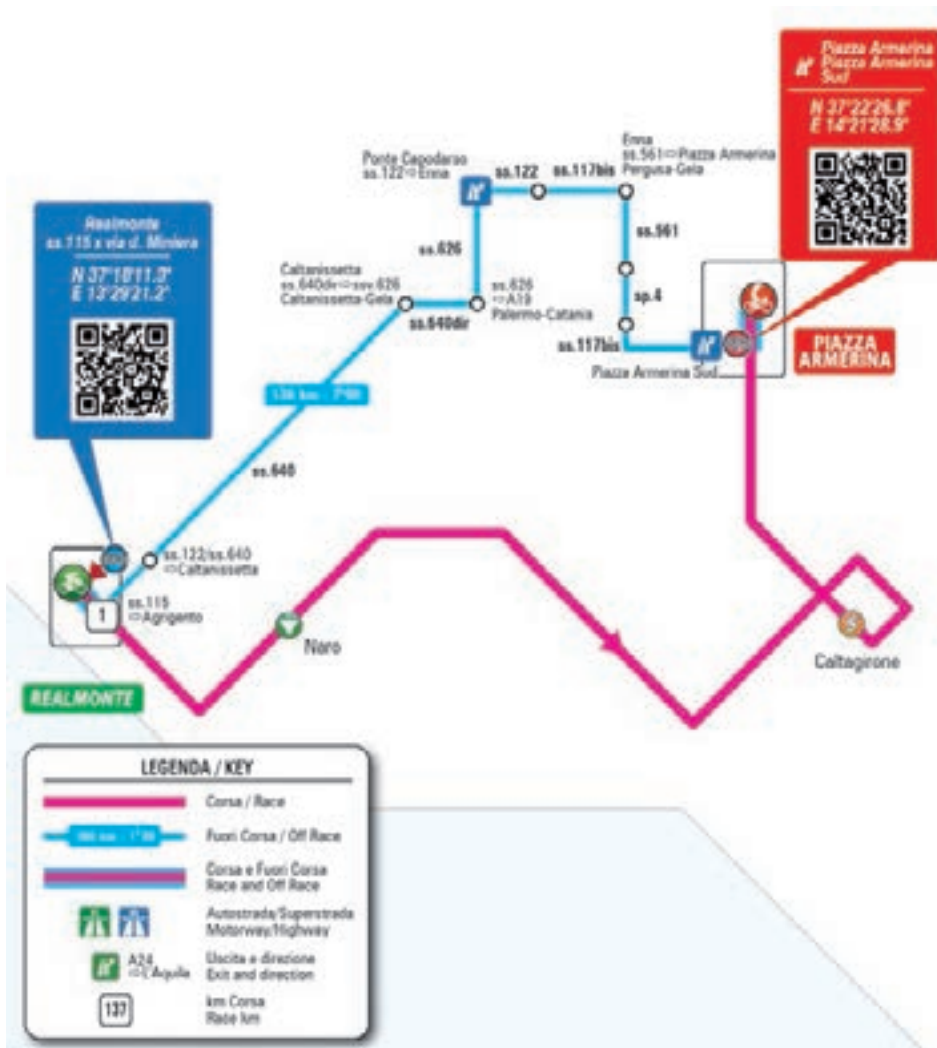 Piazza Armerina
Piazza Armerina
Sud
N 37°22'26.8"
E 14°21'28.9"
Enna
ss.561⇨Piazza Armerina
Pergusa-Gela
Ponte Capodarso
ss.122⇨Enna
ss.122
ss.117bis
Realmonte
ss.115 x via d. Miniera
E 13°29'21.2"
ss.626
ss.561
Caltanissetta
ss.640dir⇨ssv.626
Caltanissetta-Gela
ss.640dir
ss.626
⇨A19
Palermo-Catania
sp.4
ss.117bis
Piazza Armerina Sud
PIAZZA
ARMERINA
ss.640
ss.122/ss.640
⇨Caltanissetta
1
ss.115
⇨Agrigento
Naro
Caltagirone
REALMONTE
LEGENDA / KEY
Corsa / Race
Fuori Corsa / Off Race
Corsa e Fuori Corsa
Race and Off Race
Autostrada/Superstrada
Motorway/Highway
A24
⇨L'Aquila
Uscita e direzione
Exit and direction
137
km Corsa
Race km